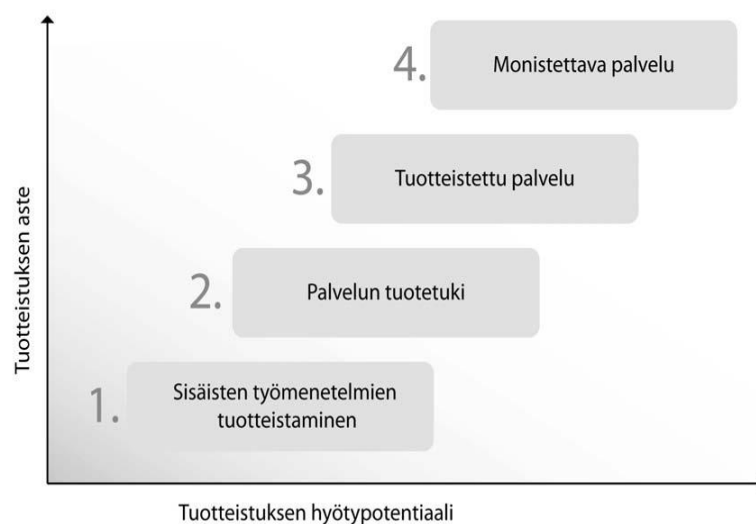 4.
Monistettava palvelu
3.
Tuotteistettu palvelu
2.
Palvelun tuotetuki
1.
Sisäisten työmenetelmien
tuotteistaminen
Tuotteistuksen aste
Tuotteistuksen hyötypotentiaali